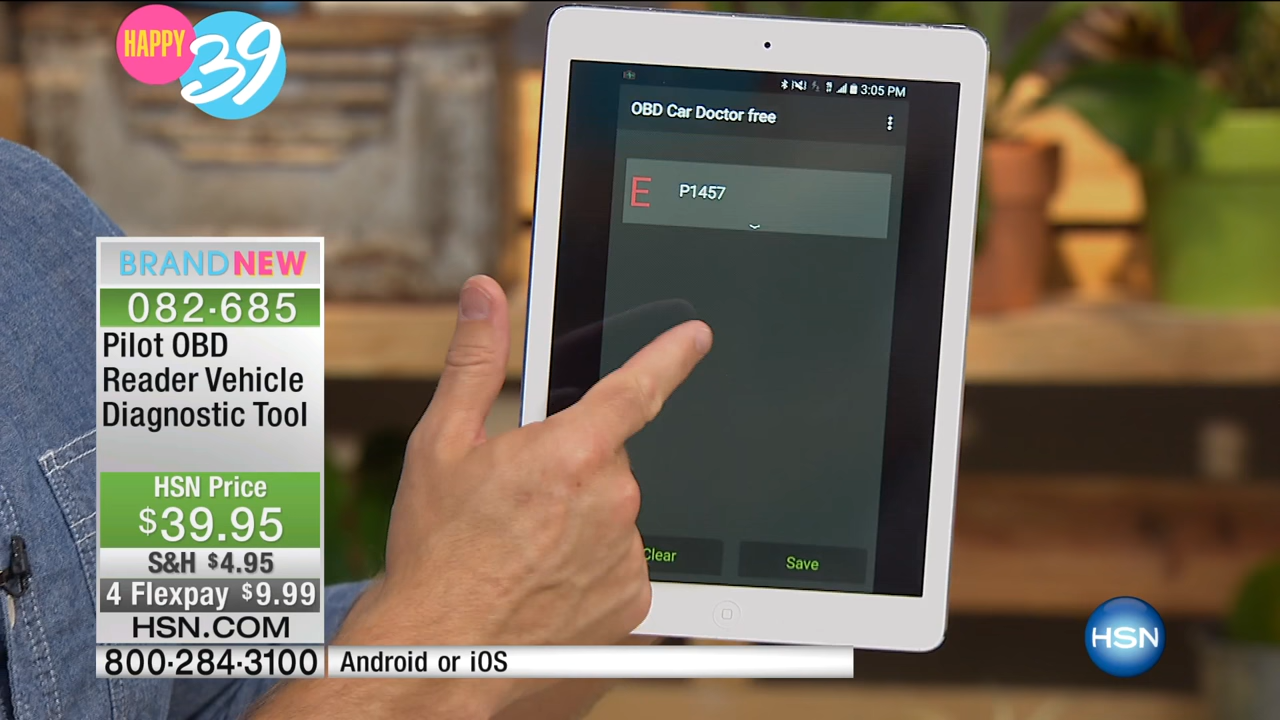 HAPPY 39
BRAND NEW
082·685
Pilot OBD
Reader Vehicle
Diagnostic Tool
HSN Price
$39.95
S&H $4.95
4 Flexpay $9.99
HSN.COM
800·284·3100
Android or iOS
3:05 PM
OBD Car Doctor free
E P1457
Clear
Save
HSN